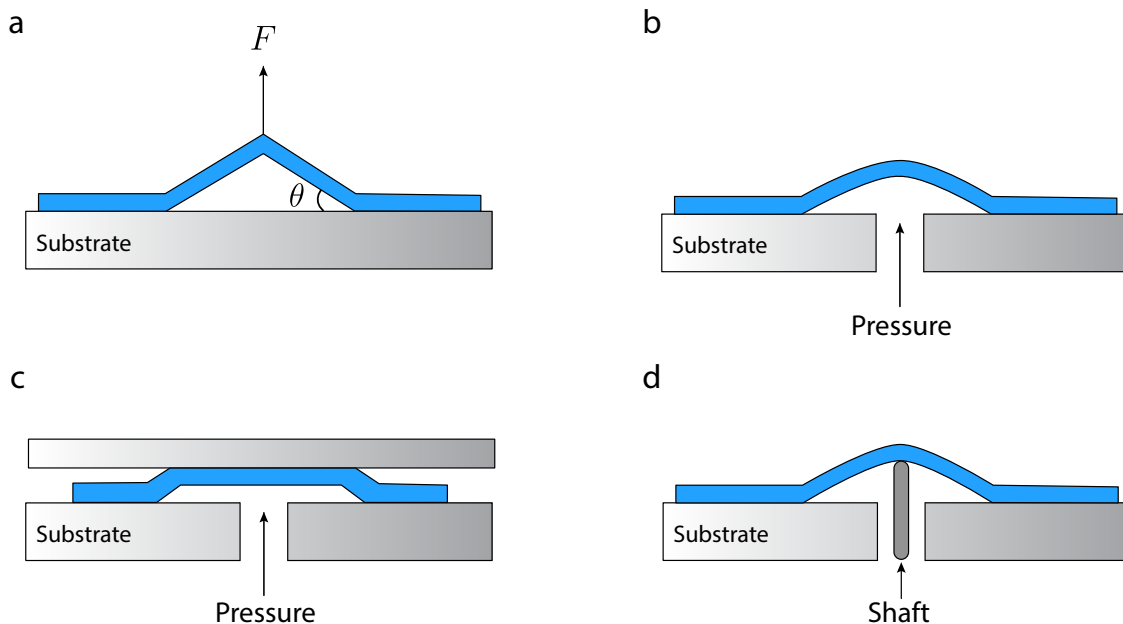 a
F
θ
Substrate
b
Substrate
Pressure
c
Substrate
Pressure
d
Substrate
Shaft